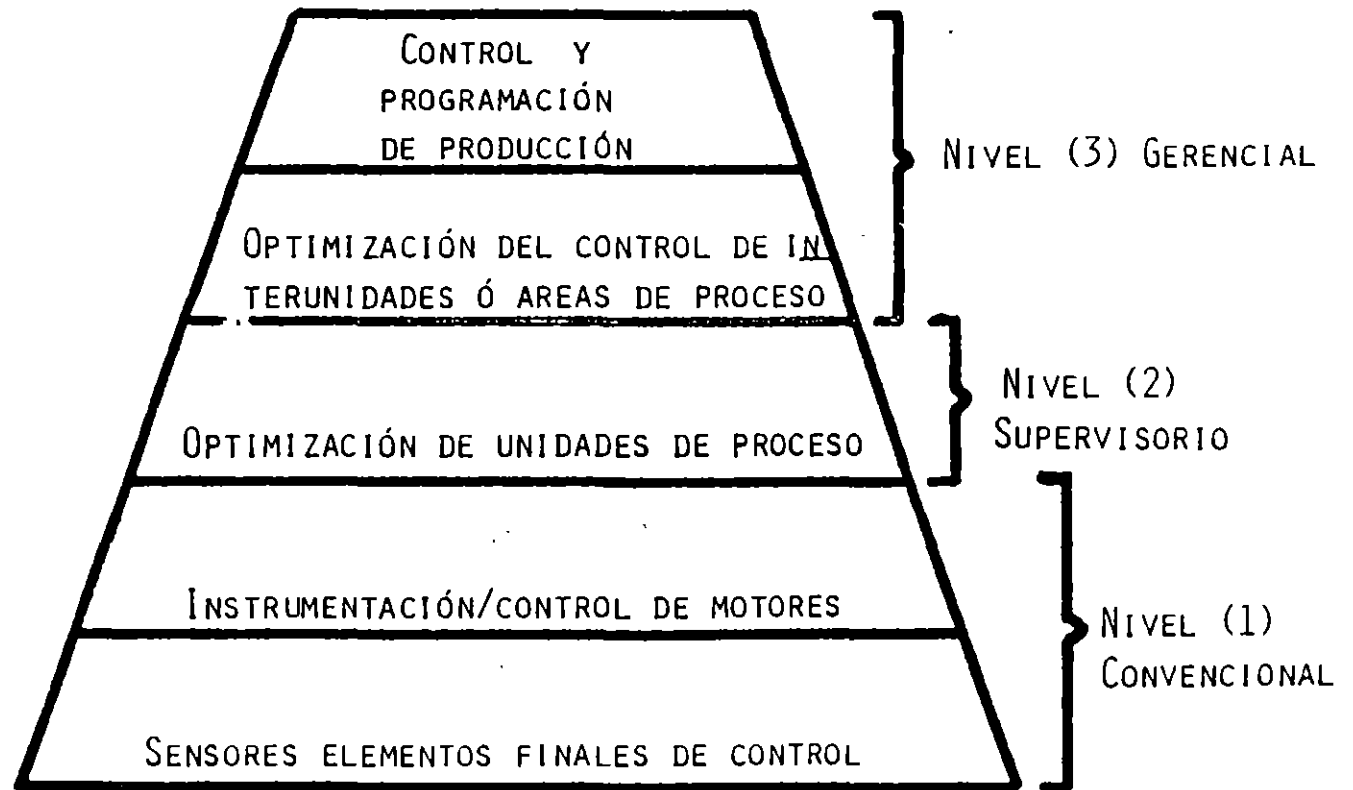 CONTROL Y
PROGRAMACIÓN
DE PRODUCCIÓN
NIVEL (3) GERENCIAL
OPTIMIZACIÓN DEL CONTROL DE IN
TERUNIDADES Ó AREAS DE PROCESO
NIVEL (2)
SUPERVISORIO
OPTIMIZACIÓN DE UNIDADES DE PROCESO
INSTRUMENTACIÓN/CONTROL DE MOTORES
NIVEL (1)
CONVENCIONAL
SENSORES ELEMENTOS FINALES DE CONTROL